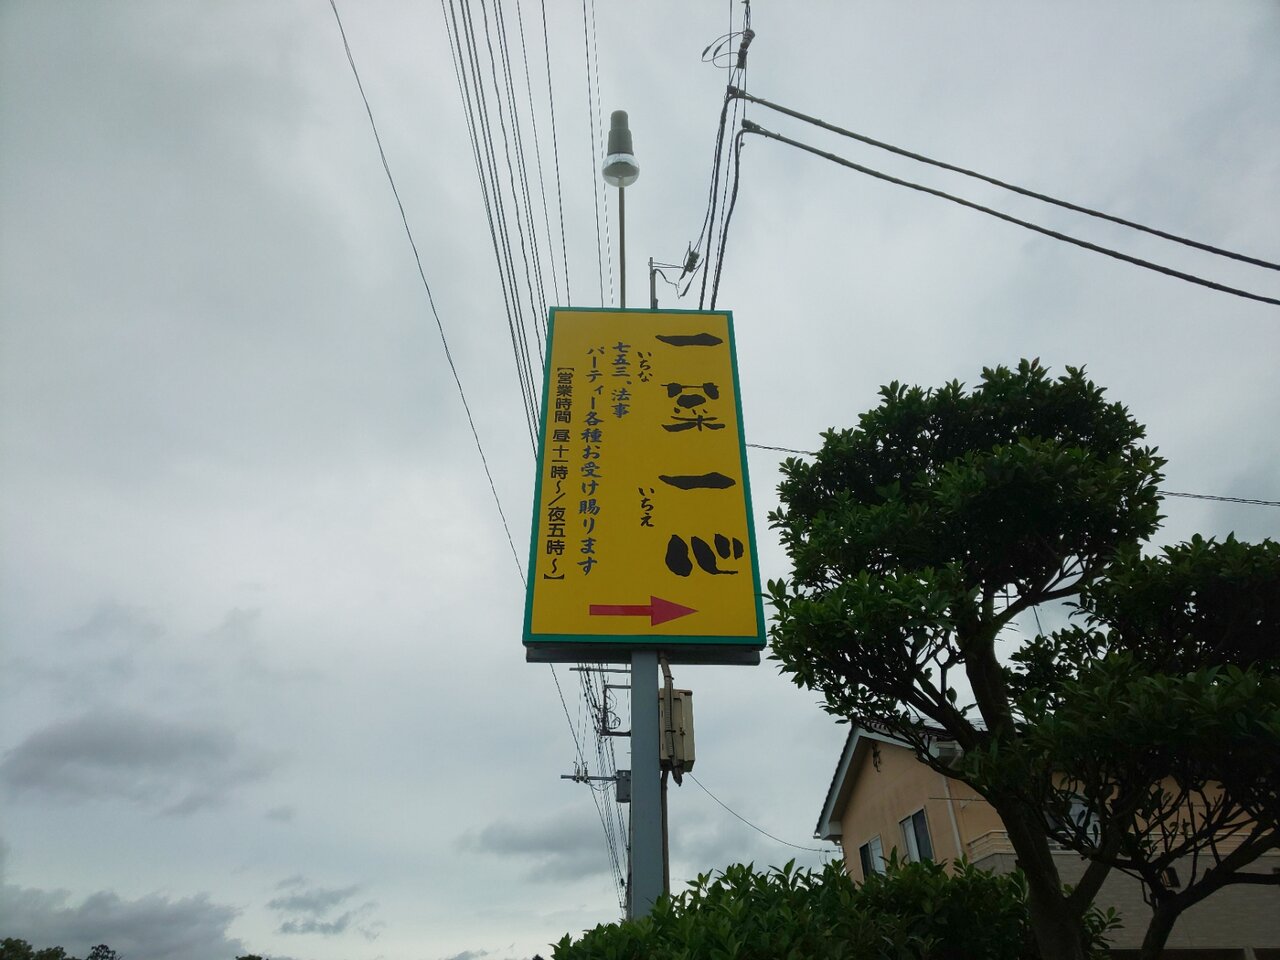 一菜一心
いちな
いちえ
七五三、法事
パーティー各種お受け賜ります
【営業時間 昼十一時～／夜五時～】